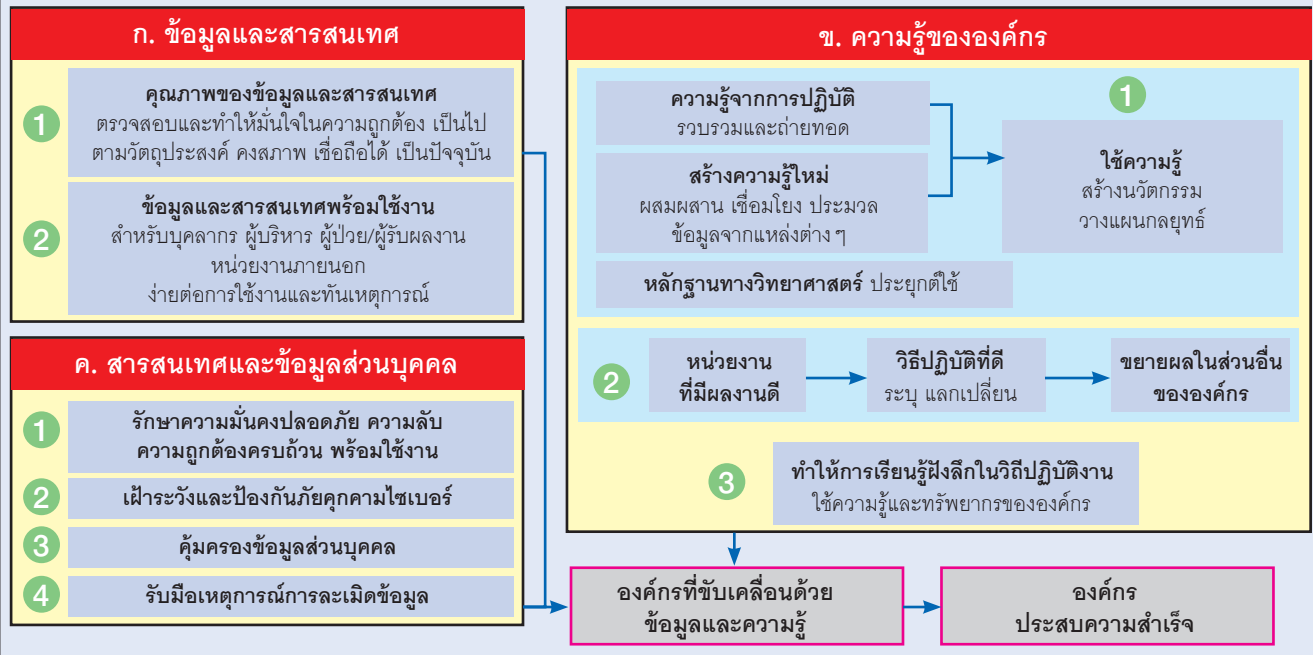 ก. ข้อมูลและสารสนเทศ
1
คุณภาพของข้อมูลและสารสนเทศ
ตรวจสอบและทำให้มั่นใจในความถูกต้อง เป็นไป
ตามวัตถุประสงค์ คงสภาพ เชื่อถือได้ เป็นปัจจุบัน
2
ข้อมูลและสารสนเทศพร้อมใช้งาน
สำหรับบุคลากร ผู้บริหาร ผู้ป่วย/ผู้รับผลงาน
หน่วยงานภายนอก
ง่ายต่อการใช้งานและทันเหตุการณ์
ค. สารสนเทศและข้อมูลส่วนบุคคล
1
รักษาความมั่นคงปลอดภัย ความลับ
ความถูกต้องครบถ้วน พร้อมใช้งาน
2
เฝ้าระวังและป้องกันภัยคุกคามไซเบอร์
3
คุ้มครองข้อมูลส่วนบุคคล
4
รับมือเหตุการณ์การละเมิดข้อมูล
ข. ความรู้ขององค์กร
1
ความรู้จากการปฏิบัติ
รวบรวมและถ่ายทอด
สร้างความรู้ใหม่
ผสมผสาน เชื่อมโยง ประมวล
ข้อมูลจากแหล่งต่าง ๆ
ใช้ความรู้
สร้างนวัตกรรม
วางแผนกลยุทธ์
หลักฐานทางวิทยาศาสตร์ ประยุกต์ใช้
2
หน่วยงาน
ที่มีผลงานดี
วิธีปฏิบัติที่ดี
ระบุ แลกเปลี่ยน
ขยายผลในส่วนอื่น
ขององค์กร
3
ทำให้การเรียนรู้ฝังลึกในวิถีปฏิบัติงาน
ใช้ความรู้และทรัพยากรขององค์กร
องค์กรที่ขับเคลื่อนด้วย
ข้อมูลและความรู้
องค์กร
ประสบความสำเร็จ